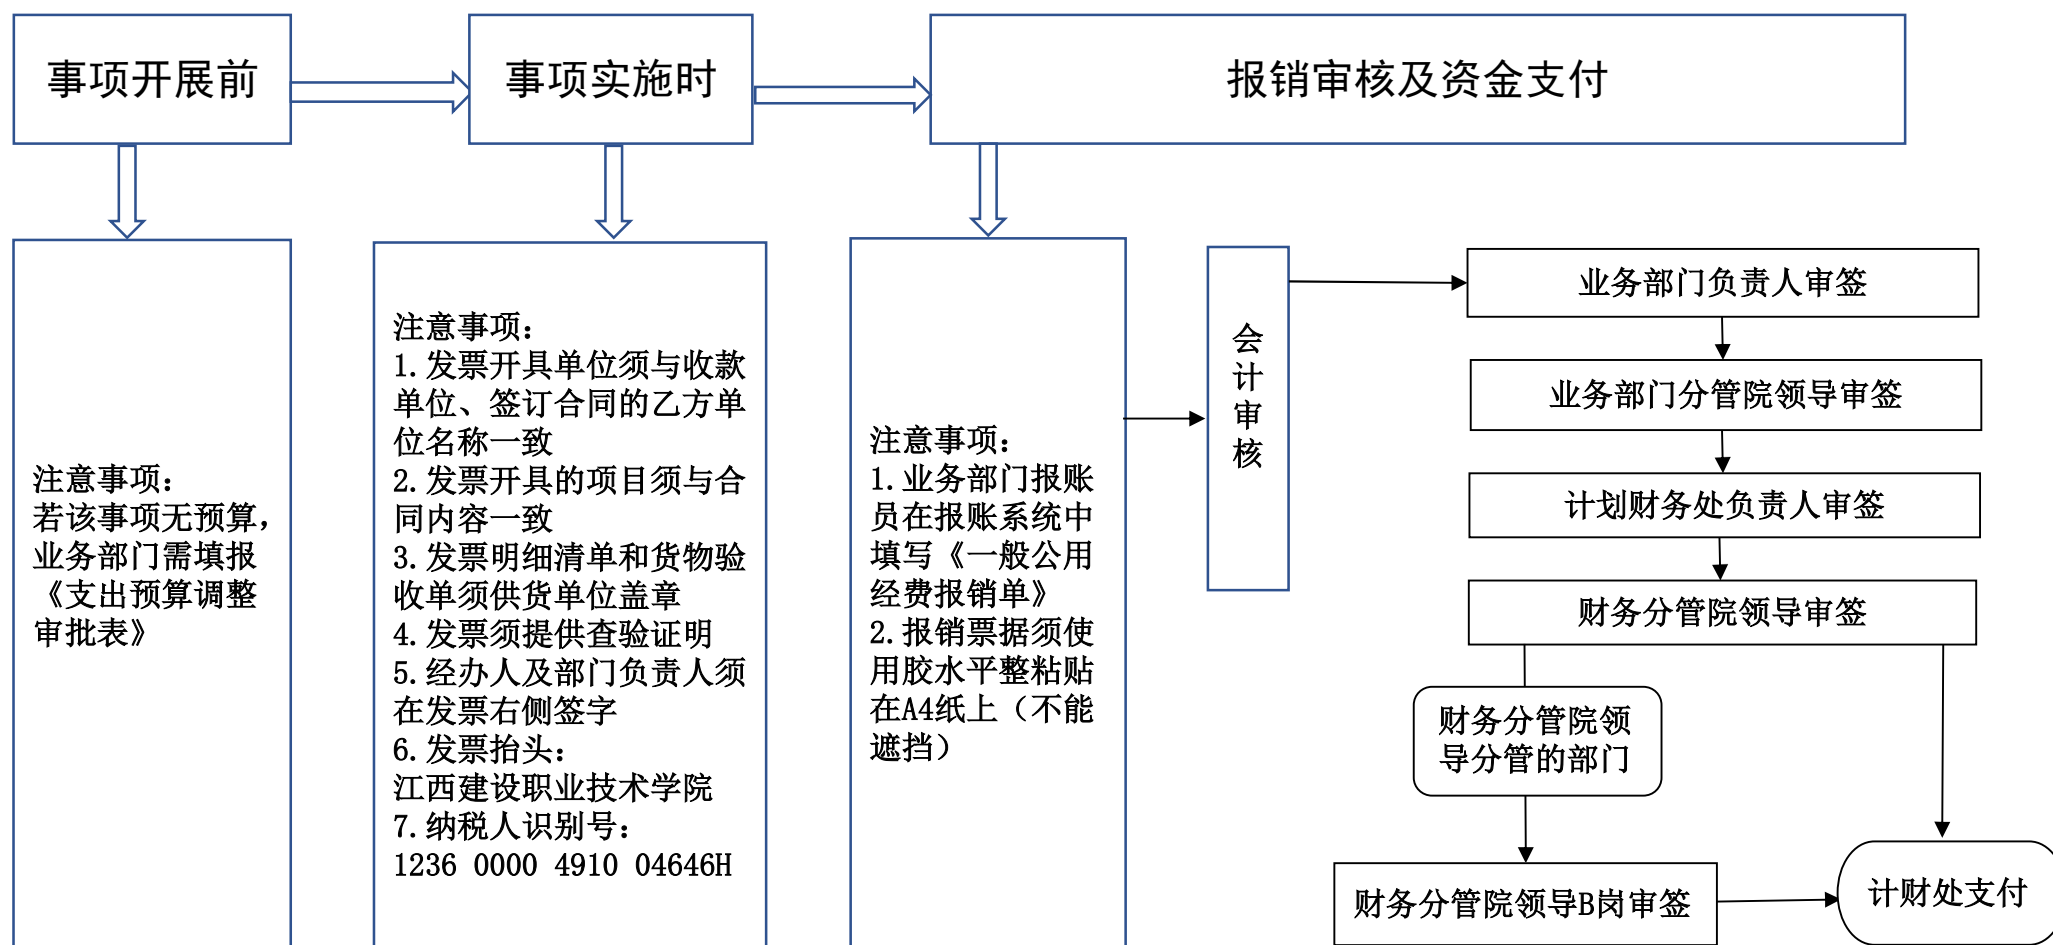 事项开展前
事项实施时
报销审核及资金支付
注意事项：
若该事项无预算，
业务部门需填报
《支出预算调整
审批表》
注意事项：
1.发票开具单位须与收款
单位、签订合同的乙方单
位名称一致
2.发票开具的项目须与合
同内容一致
3.发票明细清单和货物验
收单须供货单位盖章
4.发票须提供查验证明
5.经办人及部门负责人须
在发票右侧签字
6.发票抬头：
江西建设职业技术学院
7.纳税人识别号：
1236 0000 4910 04646H
注意事项：
1.业务部门报账
员在报账系统中
填写《一般公用
经费报销单》
2.报销票据须使
用胶水平整粘贴
在A4纸上（不能
遮挡）
会
计
审
核
业务部门负责人审签
业务部门分管院领导审签
计划财务处负责人审签
财务分管院领导审签
财务分管院领
导分管的部门
财务分管院领导B岗审签
计财处支付